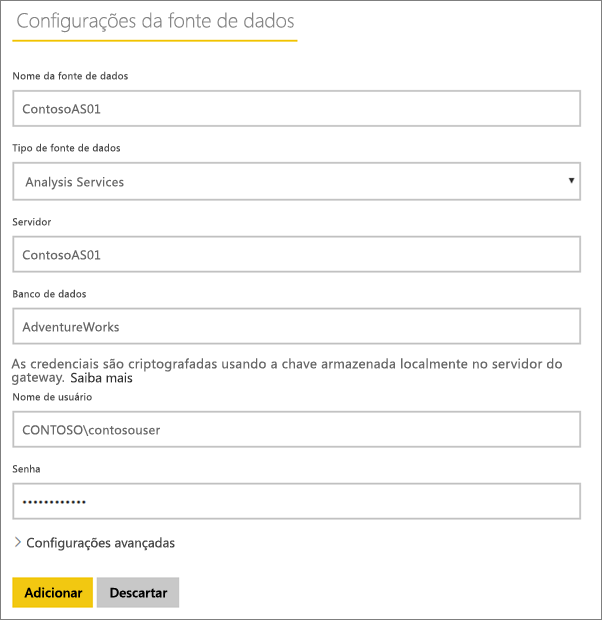 Configurações da fonte de dados
Nome da fonte de dados
ContosoAS01
Tipo de fonte de dados
Analysis Services
Servidor
ContosoAS01
Banco de dados
AdventureWorks
As credenciais são criptografadas usando a chave armazenada localmente no servidor do
gateway. Saiba mais
Nome de usuário
CONTOSO\contosouser
Senha
••••••••••••
Configurações avançadas
Adicionar Descartar